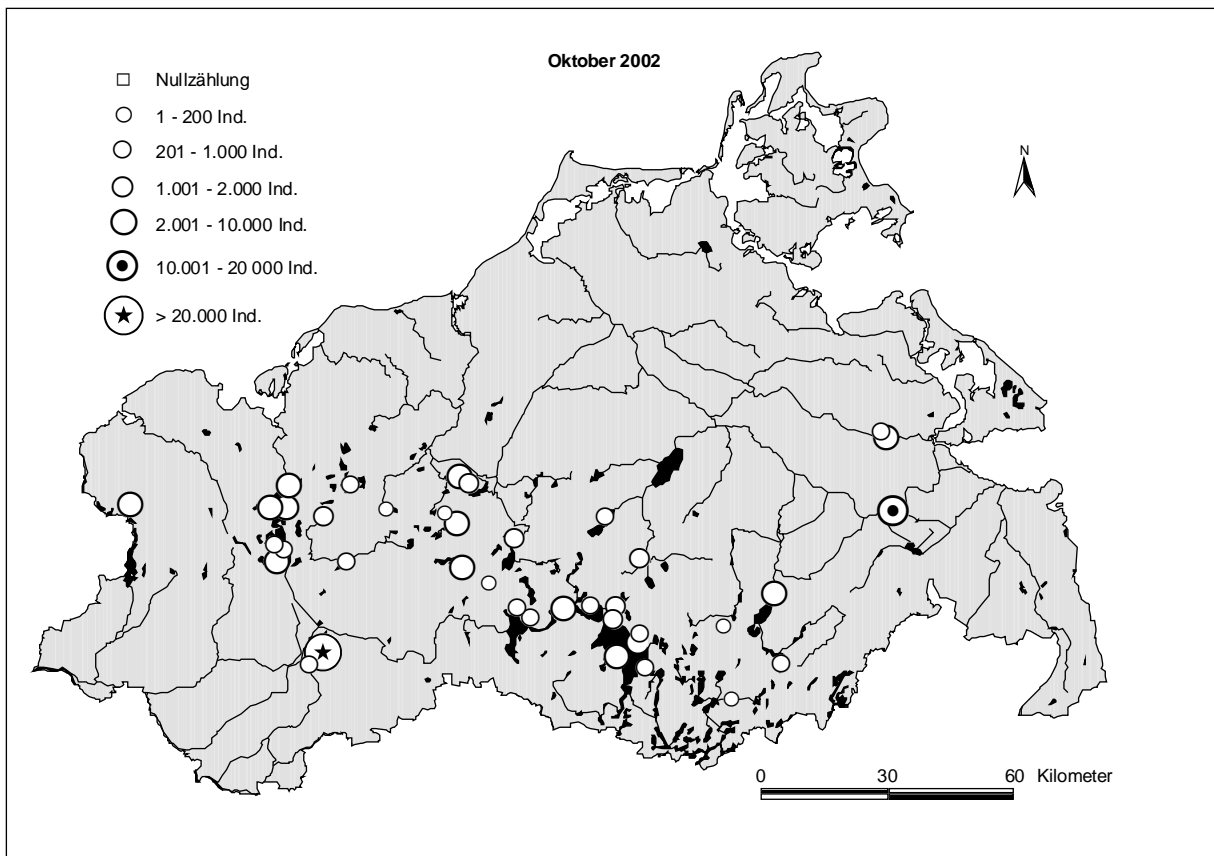 Oktober 2002
Nullzählung
1 - 200 Ind.
201 - 1.000 Ind.
1.001 - 2.000 Ind.
2.001 - 10.000 Ind.
10.001 - 20 000 Ind.
> 20.000 Ind.
N
0 30 60 Kilometer